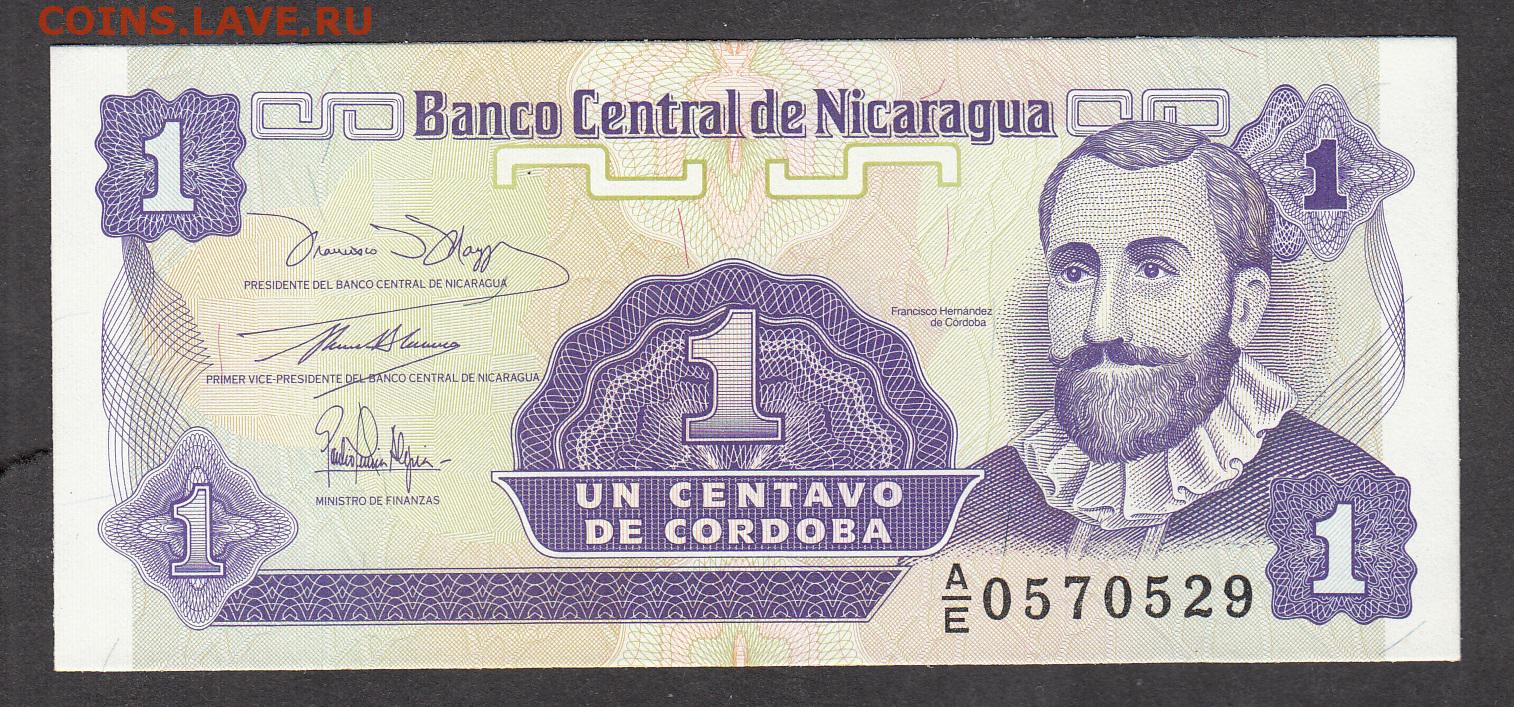 COINS.LAVE.RU
Banco Central de Nicaragua
1
1
Francisco
PRESIDENTE DEL BANCO CENTRAL DE NICARAGUA
Francisco Hernández
de Córdoba
1
PRIMER VICE-PRESIDENTE DEL BANCO CENTRAL DE NICARAGUA
MINISTRO DE FINANZAS
UN CENTAVO
DE CORDOBA
1
1
A/E 0570529